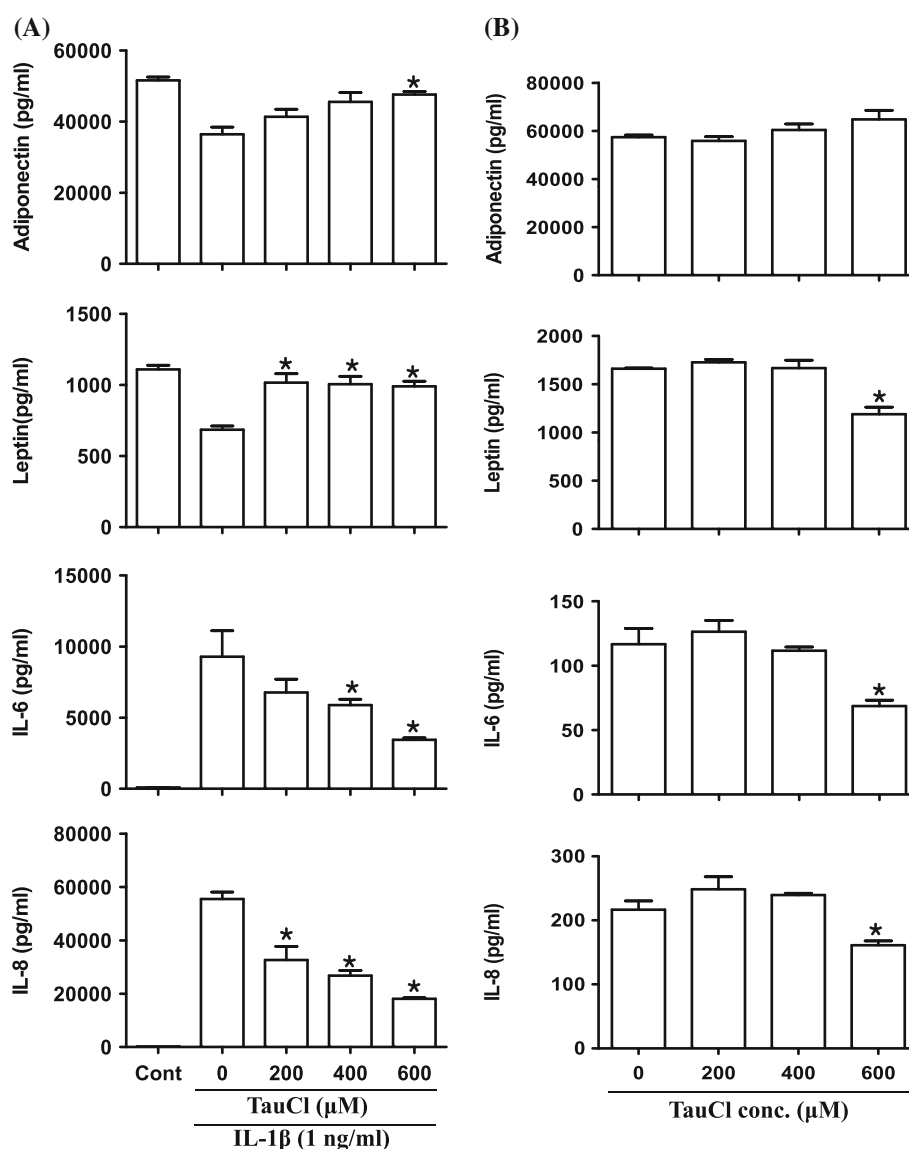 (A)
Adiponectin (pg/ml)
60000
40000
20000
0
*
Leptin(pg/ml)
1500
1000
500
0
* * *
IL-6 (pg/ml)
15000
10000
5000
0
* *
IL-8 (pg/ml)
80000
60000
40000
20000
0
* * *
Cont 0 200 400 600
TauCl (μM)
IL-1β (1 ng/ml)
(B)
Adiponectin (pg/ml)
80000
60000
40000
20000
0
Leptin (pg/ml)
2000
1500
1000
500
0
*
IL-6 (pg/ml)
150
100
50
0
*
IL-8 (pg/ml)
300
200
100
0
*
0 200 400 600
TauCl conc. (μM)